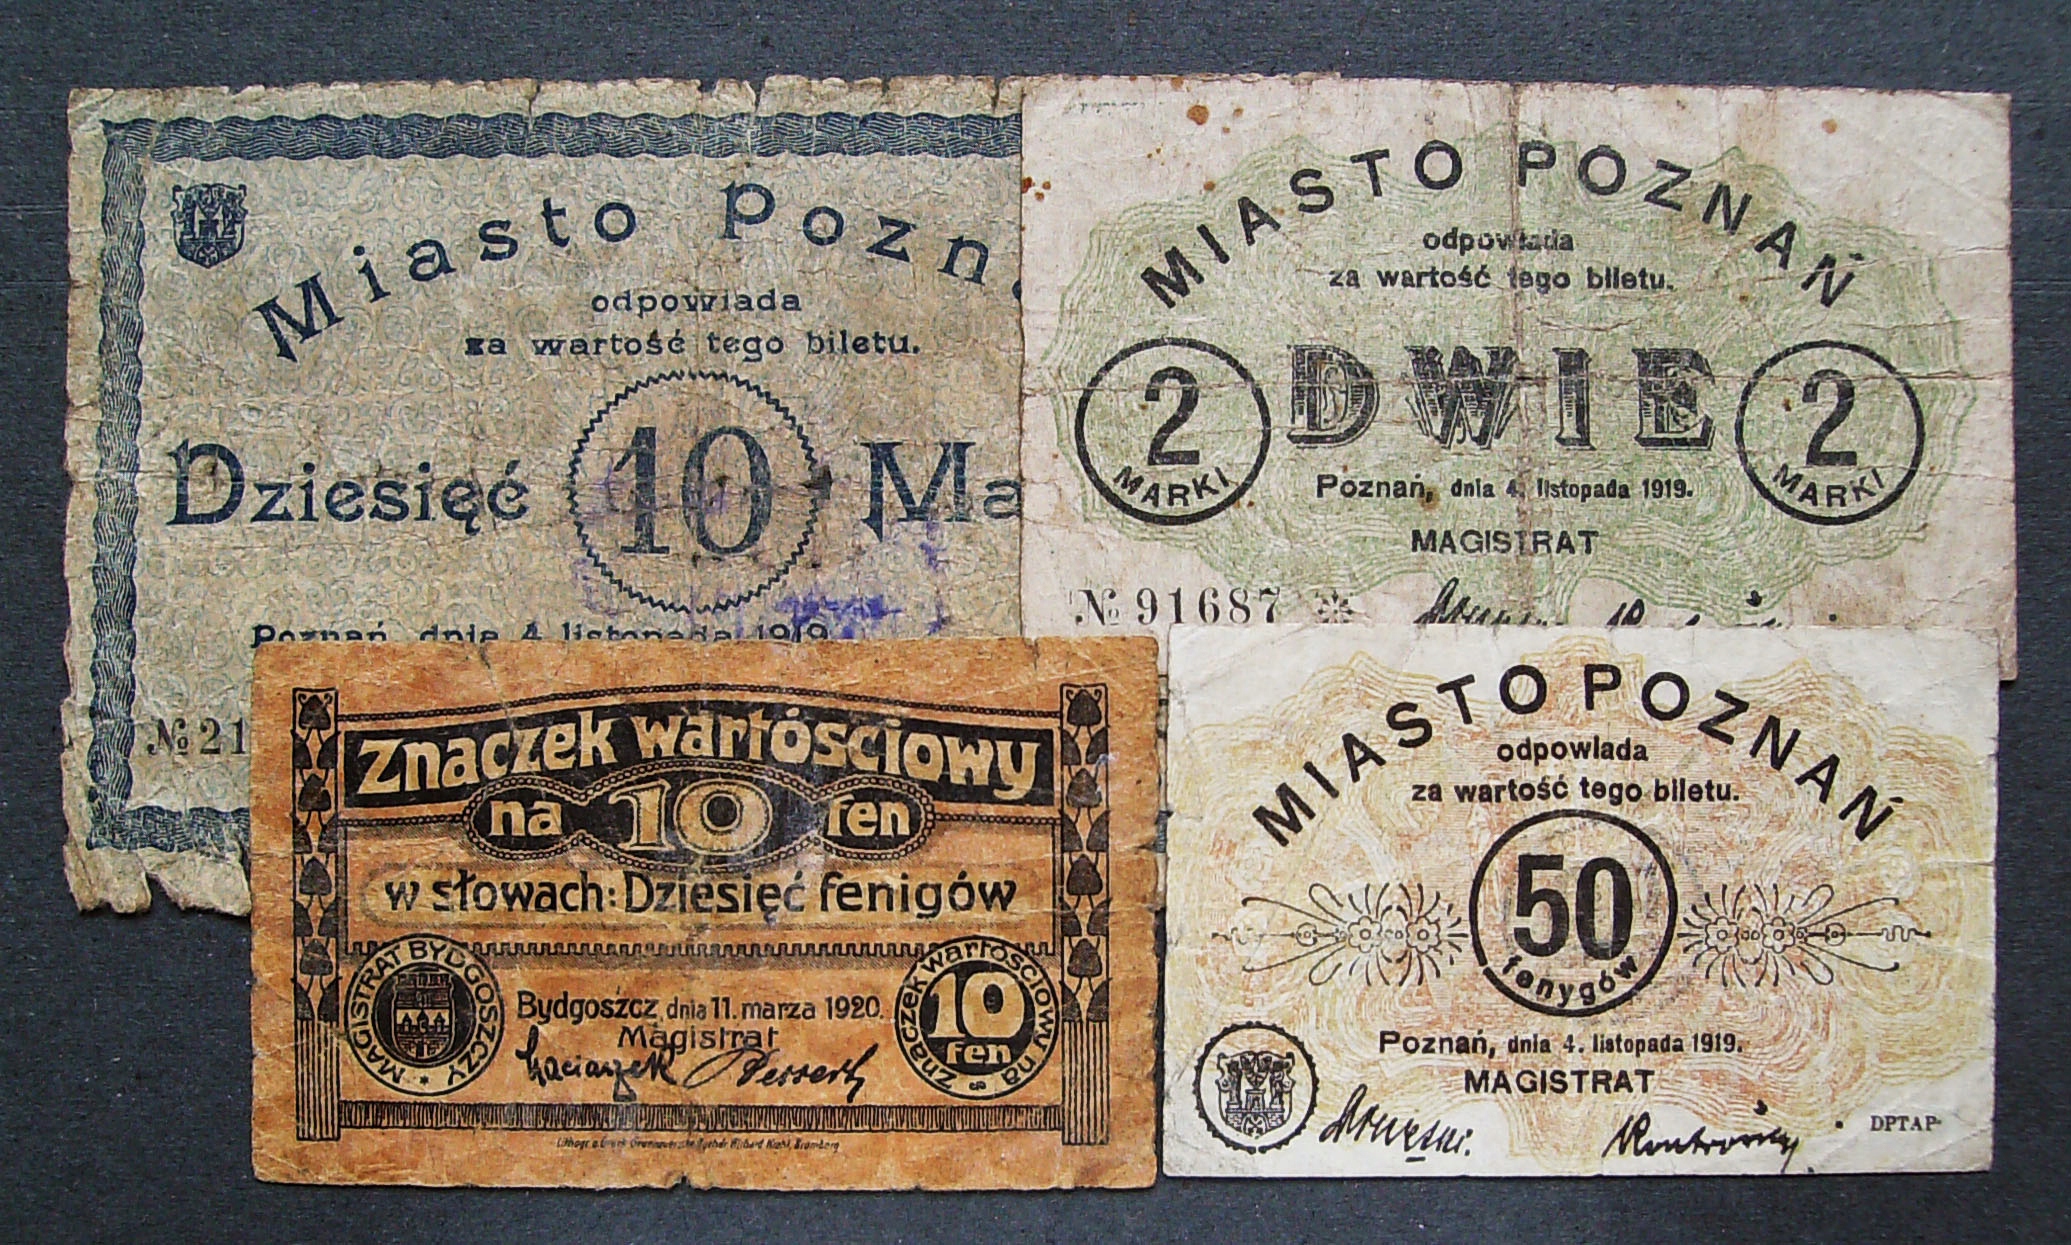 Miasto Pozn
odpowiada
za wartość tego biletu.
Dziesięć 10 Ma
Poznań, dnia 4. listopada 1919
№ 21
MIASTO POZNAŃ
odpowiada
za wartość tego biletu.
2 MARKI DWIE 2 MARKI
Poznań, dnia 4. listopada 1919.
MAGISTRAT
№ 91687
Znaczek wartósciowy
na 10 fen
w słowach: Dziesięć fenigów
MAGISTRAT BYDGOSZCZY
Bydgoszcz, dnia 11. marza 1920.
Magistrat
Znaczek wartósciowy na
10
fen
MIASTO POZNAŃ
odpowiada
za wartość tego biletu.
50
fenygów
Poznań, dnia 4. listopada 1919.
MAGISTRAT
DPTAP